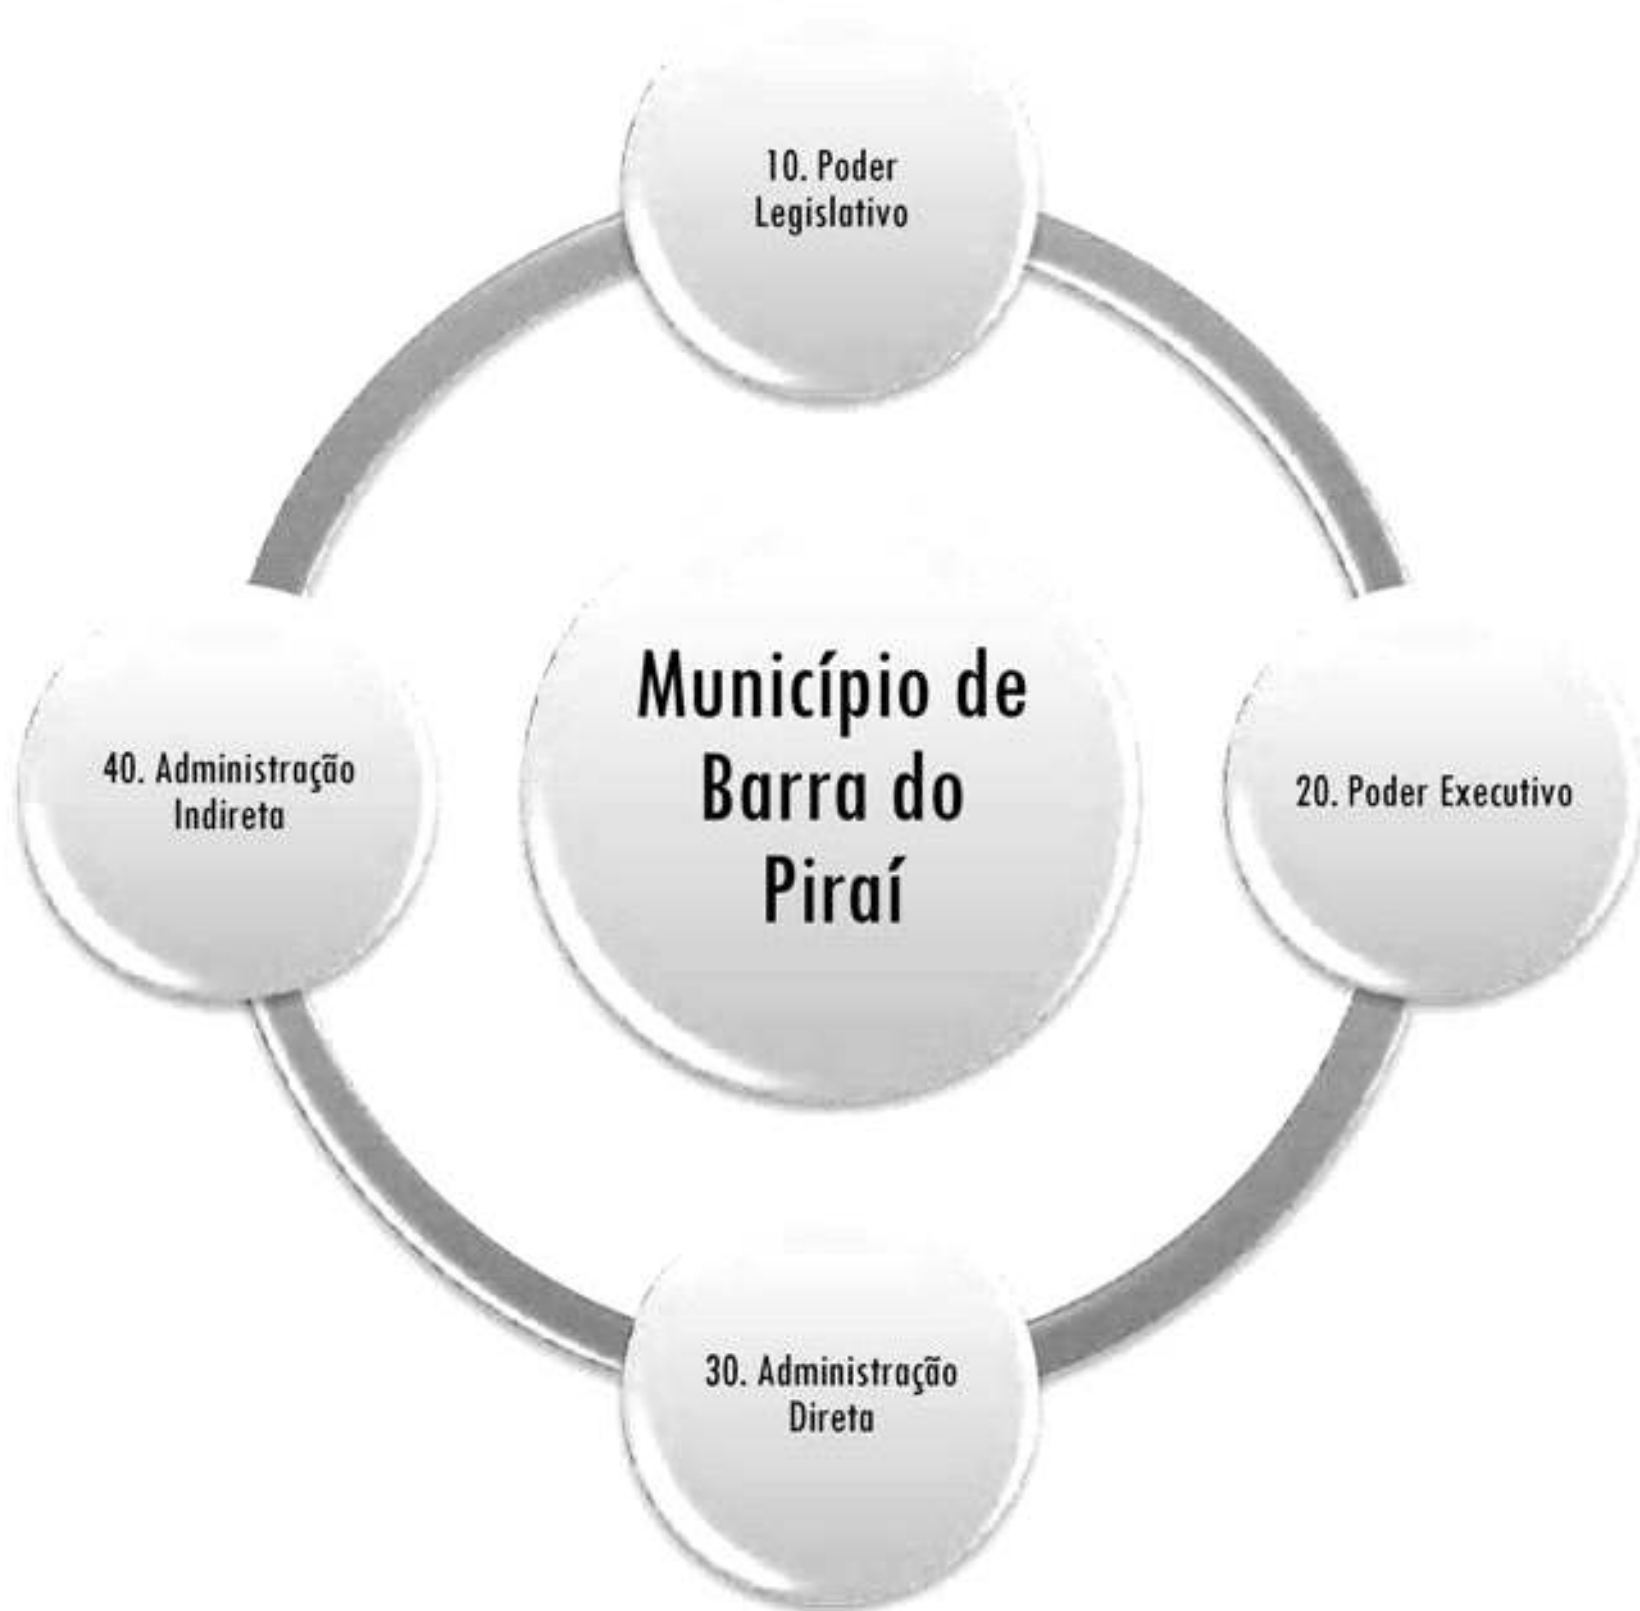 10. Poder
Legislativo
Município de
Barra do
Piraí
40. Administração
Indireta
20. Poder Executivo
30. Administração
Direta